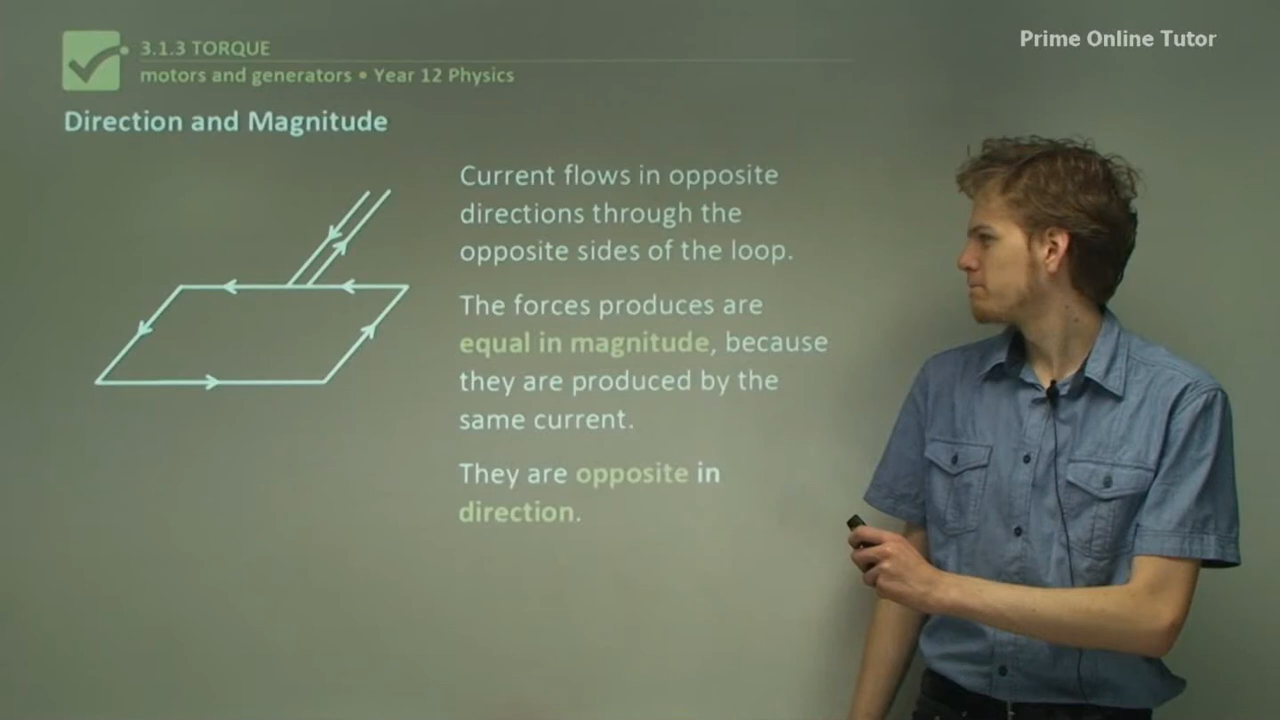 3.1.3 TORQUE
motors and generators • Year 12 Physics
Prime Online Tutor
Direction and Magnitude
Current flows in opposite
directions through the
opposite sides of the loop.
The forces produces are
equal in magnitude, because
they are produced by the
same current.
They are opposite in
direction.